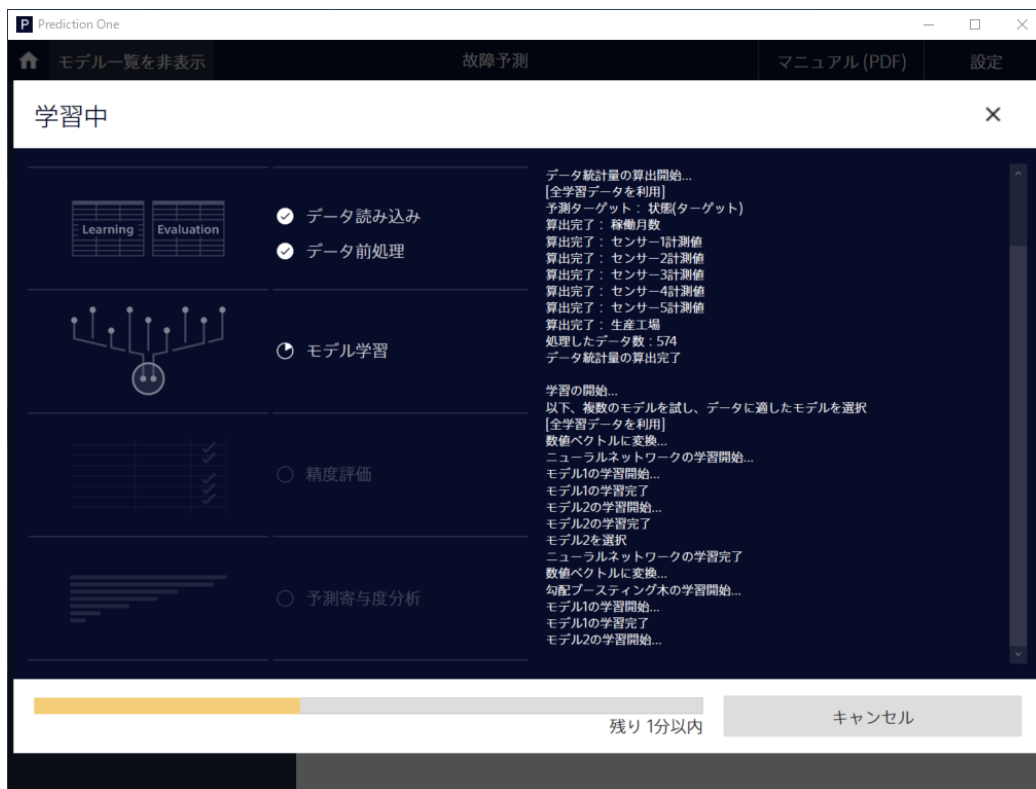 P Prediction One
モデル一覧を非表示
故障予測
マニュアル (PDF)
設定
学習中
Learning
Evaluation
データ読み込み
データ前処理
モデル学習
精度評価
予測寄与度分析
データ統計量の算出開始...
[全学習データを利用]
予測ターゲット： 状態(ターゲット)
算出完了： 稼働月数
算出完了： センサー1計測値
算出完了： センサー2計測値
算出完了： センサー3計測値
算出完了： センサー4計測値
算出完了： センサー5計測値
算出完了： 生産工場
処理したデータ数：574
データ統計量の算出完了
学習の開始...
以下、複数のモデルを試し、データに適したモデルを選択
[全学習データを利用]
数値ベクトルに変換...
ニューラルネットワークの学習開始...
モデル1の学習開始...
モデル1の学習完了
モデル2の学習開始...
モデル2の学習完了
モデル2を選択
ニューラルネットワークの学習完了
数値ベクトルに変換...
勾配ブースティング木の学習開始...
モデル1の学習開始...
モデル1の学習完了
モデル2の学習開始...
残り 1分以内
キャンセル